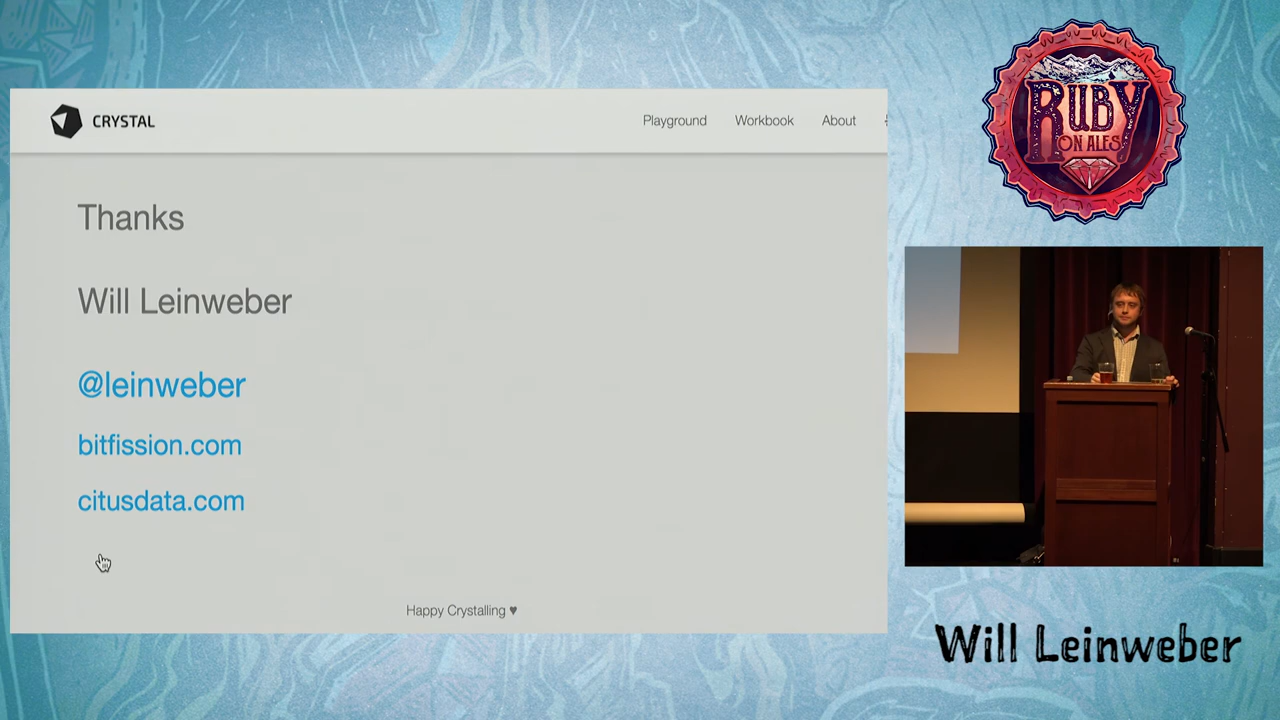 CRYSTAL
Playground Workbook About
Thanks
Will Leinweber
@leinweber
bitfission.com
citusdata.com
Happy Crystalling ♥
RUBY
ON ALES
Will Leinweber